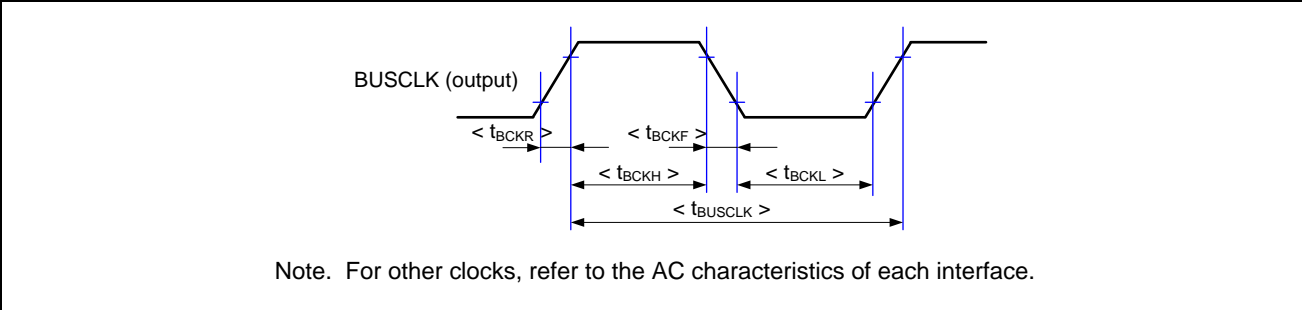 BUSCLK (output)
< tBCKR >
< tBCKF >
< tBCKH >
< tBCKL >
< tBUSCLK >
Note. For other clocks, refer to the AC characteristics of each interface.